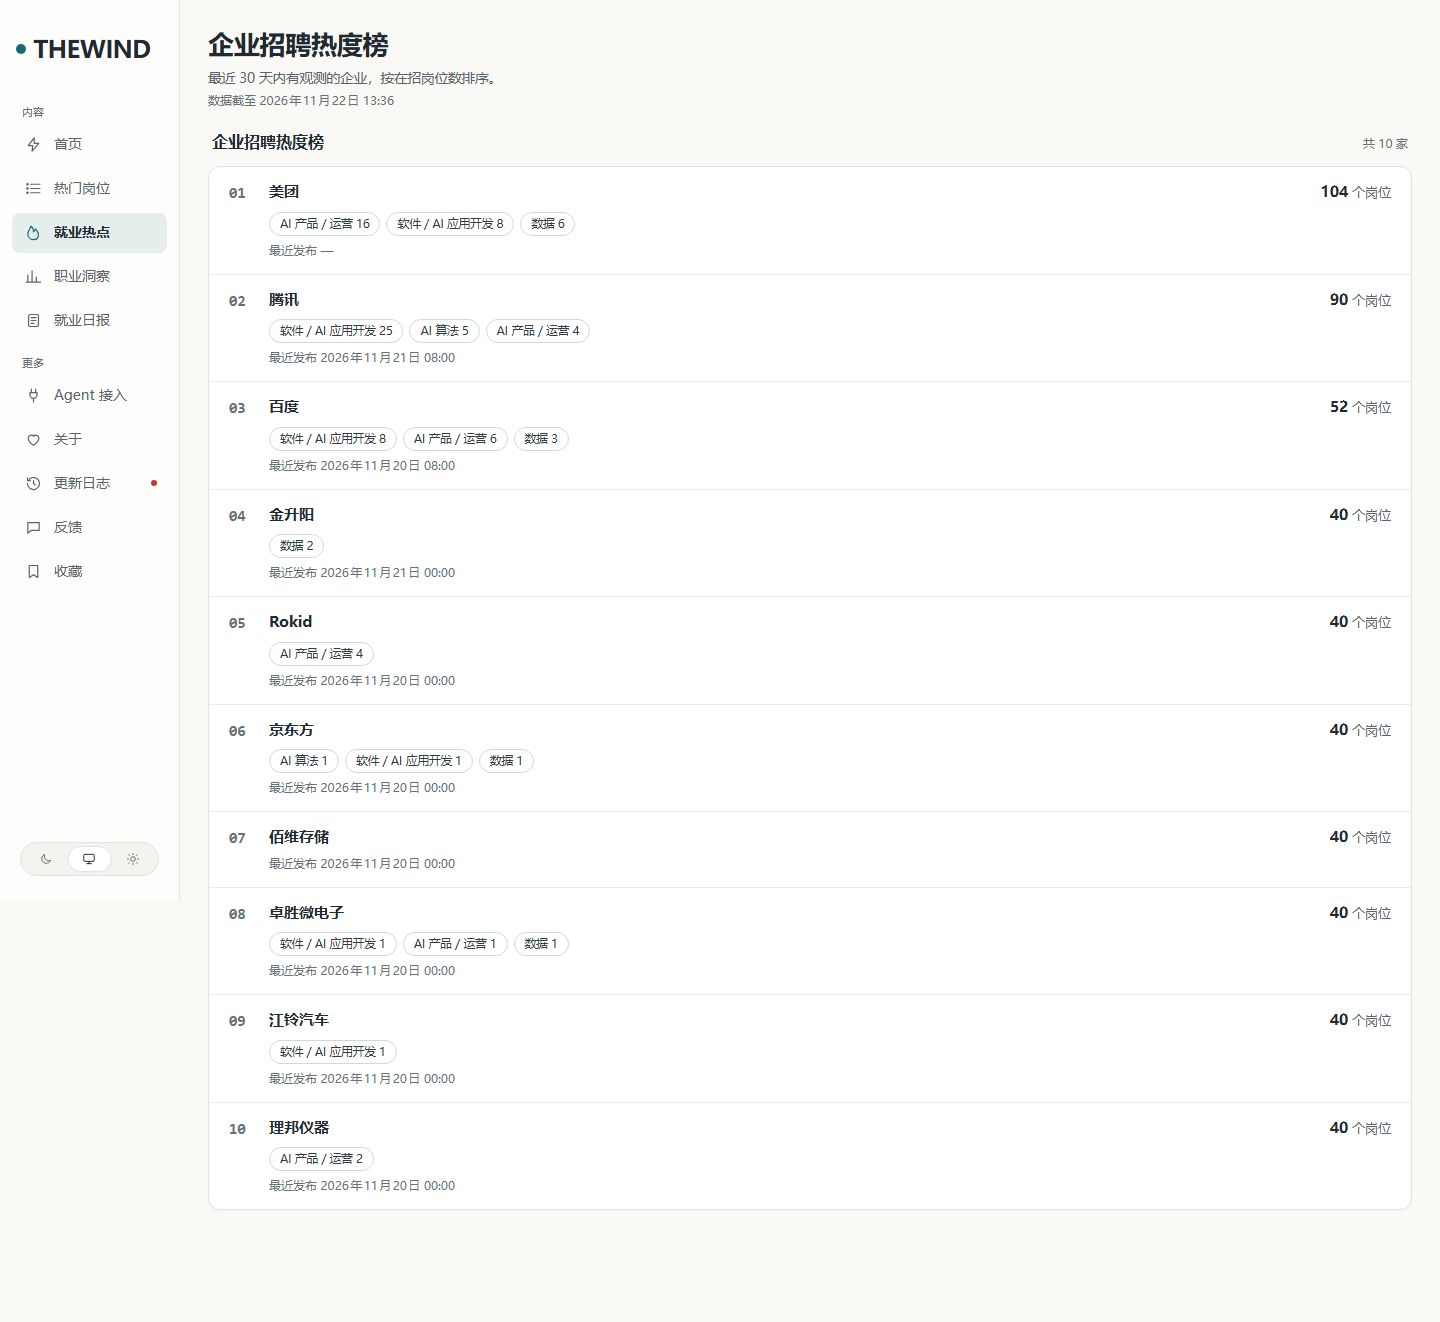 THEWIND
内容
首页
热门岗位
就业热点
职业洞察
就业日报
更多
Agent 接入
关于
更新日志
反馈
收藏
企业招聘热度榜
最近 30 天内有观测的企业，按在招岗位数排序。
数据截至 2026年11月22日 13:36
企业招聘热度榜 共 10 家
01 美团 104 个岗位
AI 产品 / 运营 16 软件 / AI 应用开发 8 数据 6
最近发布 —
02 腾讯 90 个岗位
软件 / AI 应用开发 25 AI 算法 5 AI 产品 / 运营 4
最近发布 2026年11月21日 08:00
03 百度 52 个岗位
软件 / AI 应用开发 8 AI 产品 / 运营 6 数据 3
最近发布 2026年11月20日 08:00
04 金升阳 40 个岗位
数据 2
最近发布 2026年11月21日 00:00
05 Rokid 40 个岗位
AI 产品 / 运营 4
最近发布 2026年11月20日 00:00
06 京东方 40 个岗位
AI 算法 1 软件 / AI 应用开发 1 数据 1
最近发布 2026年11月20日 00:00
07 佰维存储 40 个岗位
最近发布 2026年11月20日 00:00
08 卓胜微电子 40 个岗位
软件 / AI 应用开发 1 AI 产品 / 运营 1 数据 1
最近发布 2026年11月20日 00:00
09 江铃汽车 40 个岗位
软件 / AI 应用开发 1
最近发布 2026年11月20日 00:00
10 理邦仪器 40 个岗位
AI 产品 / 运营 2
最近发布 2026年11月20日 00:00